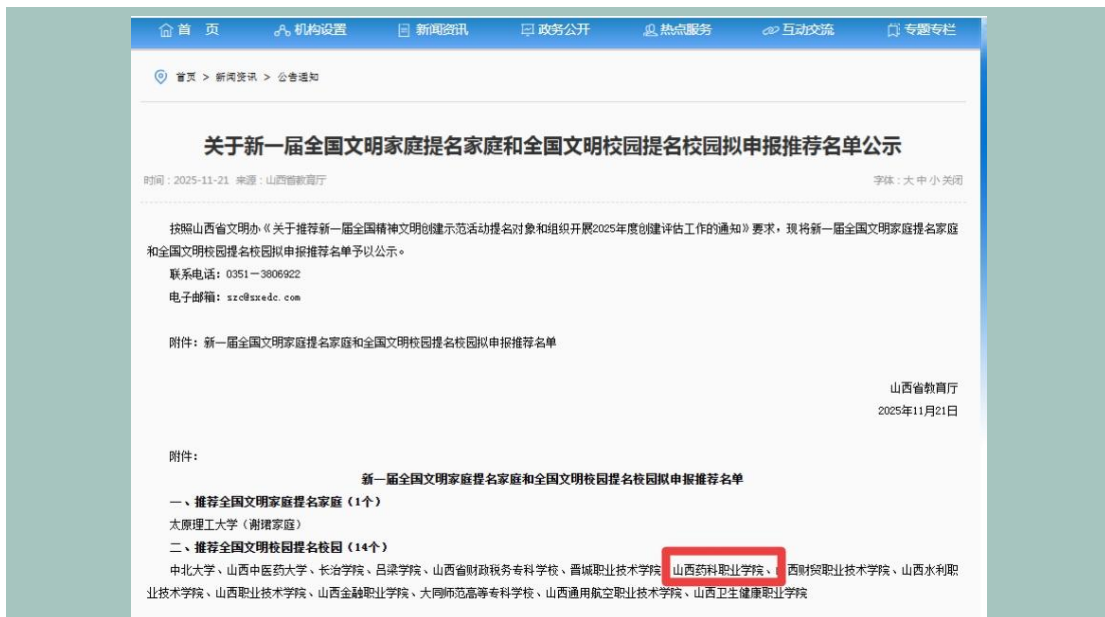 首 页 机构设置 新闻资讯 政务公开 热点服务 互动交流 专题专栏
首页 > 新闻资讯 > 公告通知
关于新一届全国文明家庭提名家庭和全国文明校园提名校园拟申报推荐名单公示
时间:2025-11-21 来源:山西省教育厅 字体:大 中 小 关闭
按照山西省文明办《关于推荐新一届全国精神文明创建示范活动提名对象和组织开展2025年度创建评估工作的通知》要求,现将新一届全国文明家庭提名家庭
和全国文明校园提名校园拟申报推荐名单予以公示。
联系电话:0351-3806922
电子邮箱:szc@sxedc.com
附件:新一届全国文明家庭提名家庭和全国文明校园提名校园拟申报推荐名单
山西省教育厅
2025年11月21日
附件:
新一届全国文明家庭提名家庭和全国文明校园提名校园拟申报推荐名单
一、推荐全国文明家庭提名家庭(1个)
太原理工大学(谢珺家庭)
二、推荐全国文明校园提名校园(14个)
中北大学、山西中医药大学、长治学院、吕梁学院、山西省财政税务专科学校、晋城职业技术学院、山西药科职业学院、山西财贸职业技术学院、山西水利职
业技术学院、山西职业技术学院、山西金融职业学院、大同师范高等专科学校、山西通用航空职业技术学院、山西卫生健康职业学院